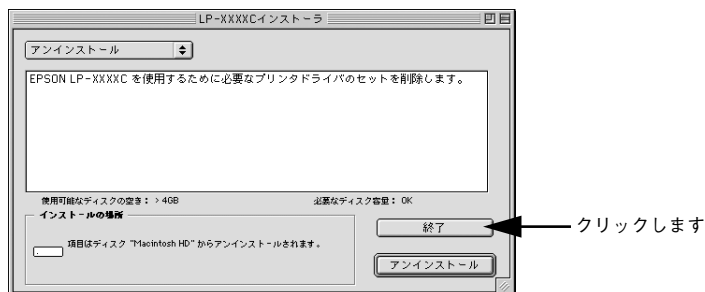 LP-XXXXCインストーラ
アンインストール
EPSON LP-XXXXC を使用するために必要なプリンタドライバのセットを削除します。
使用可能なディスクの空き：＞4GB 必要なディスク容量：OK
インストールの場所
項目はディスク "Macintosh HD" からアンインストールされます。
終了
クリックします
アンインストール